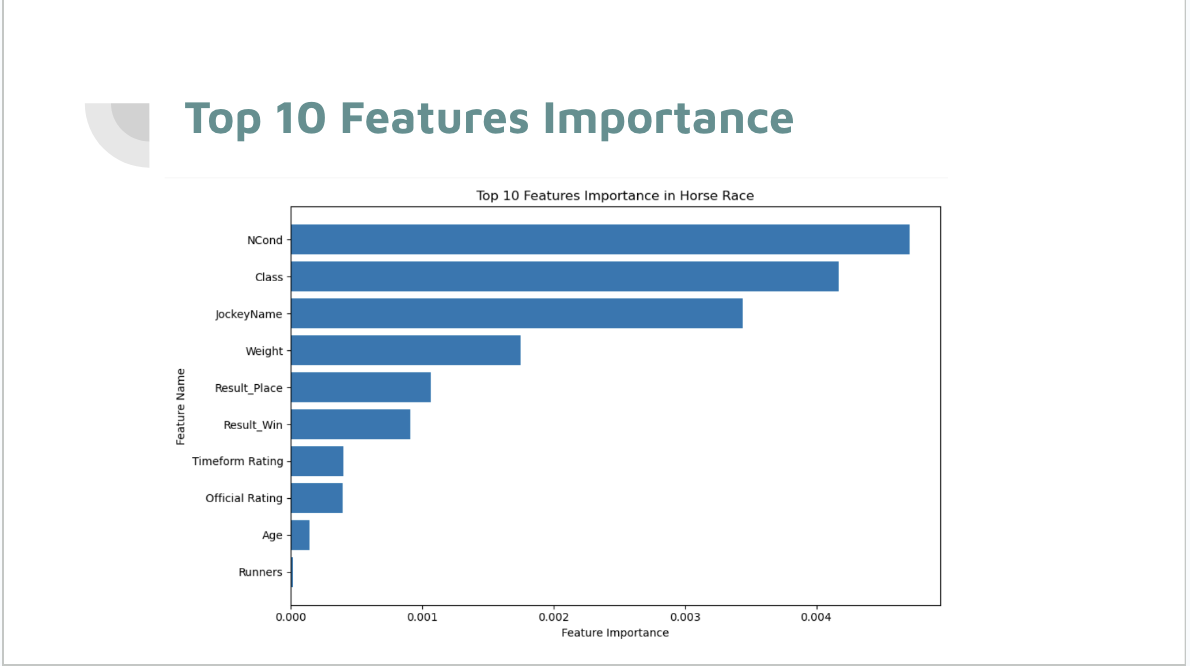 Top 10 Features Importance
Top 10 Features Importance in Horse Race
Feature Name
NCond
Class
JockeyName
Weight
Result_Place
Result_Win
Timeform Rating
Official Rating
Age
Runners
0.000 0.001 0.002 0.003 0.004
Feature Importance